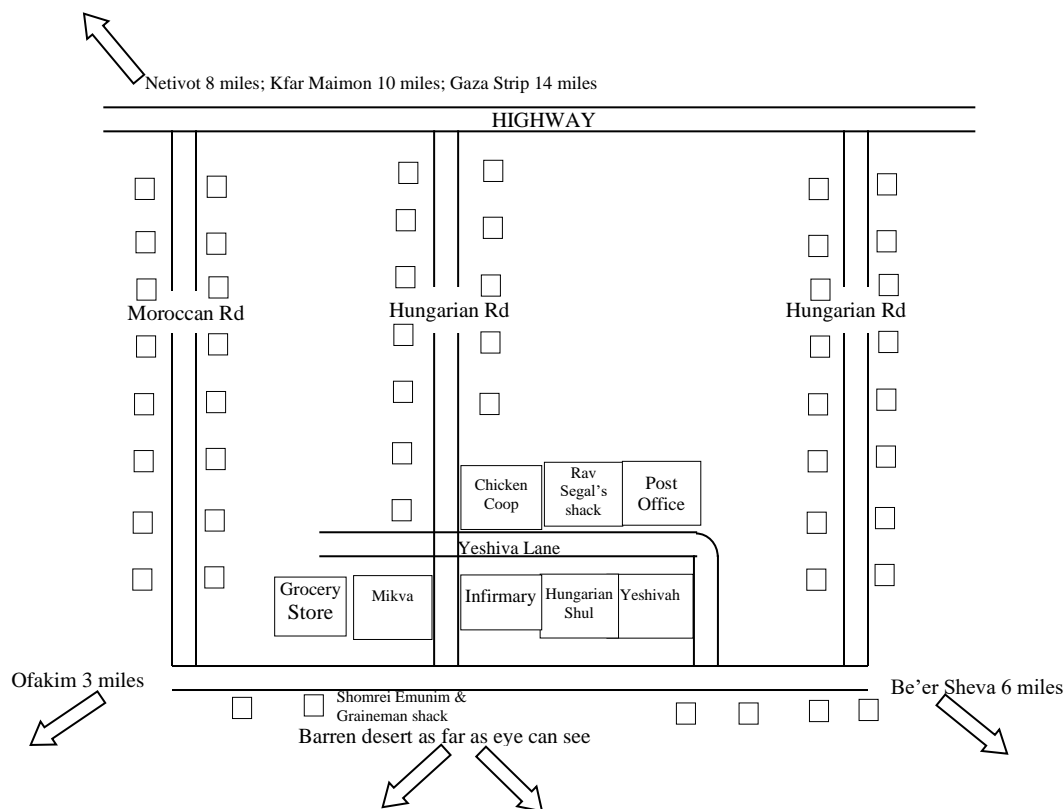 Netivot 8 miles; Kfar Maimon 10 miles; Gaza Strip 14 miles
HIGHWAY
Moroccan Rd
Hungarian Rd
Hungarian Rd
Chicken
Coop
Rav
Segal’s
shack
Post
Office
Yeshiva Lane
Grocery
Store
Mikva
Infirmary
Hungarian
Shul
Yeshivah
Ofakim 3 miles
Be’er Sheva 6 miles
Shomrei Emunim &
Graineman shack
Barren desert as far as eye can see